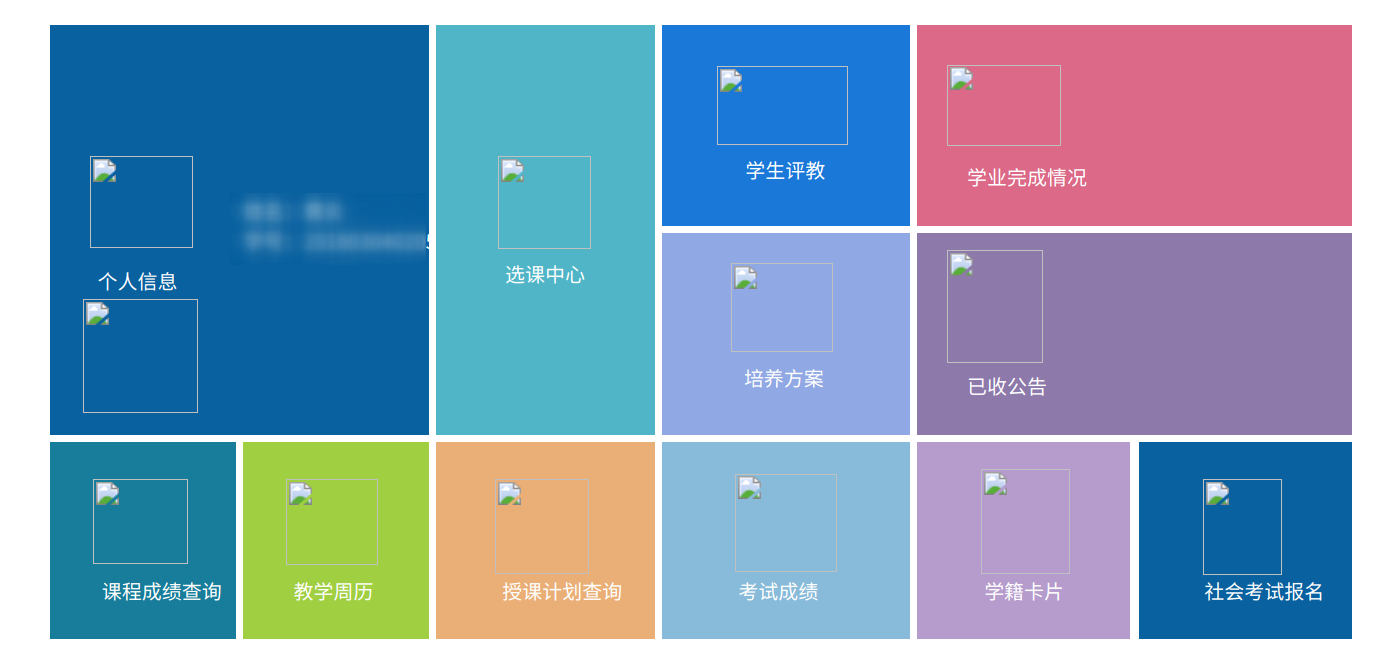 个人信息
选课中心
学生评教
学业完成情况
培养方案
已收公告
课程成绩查询
教学周历
授课计划查询
考试成绩
学籍卡片
社会考试报名